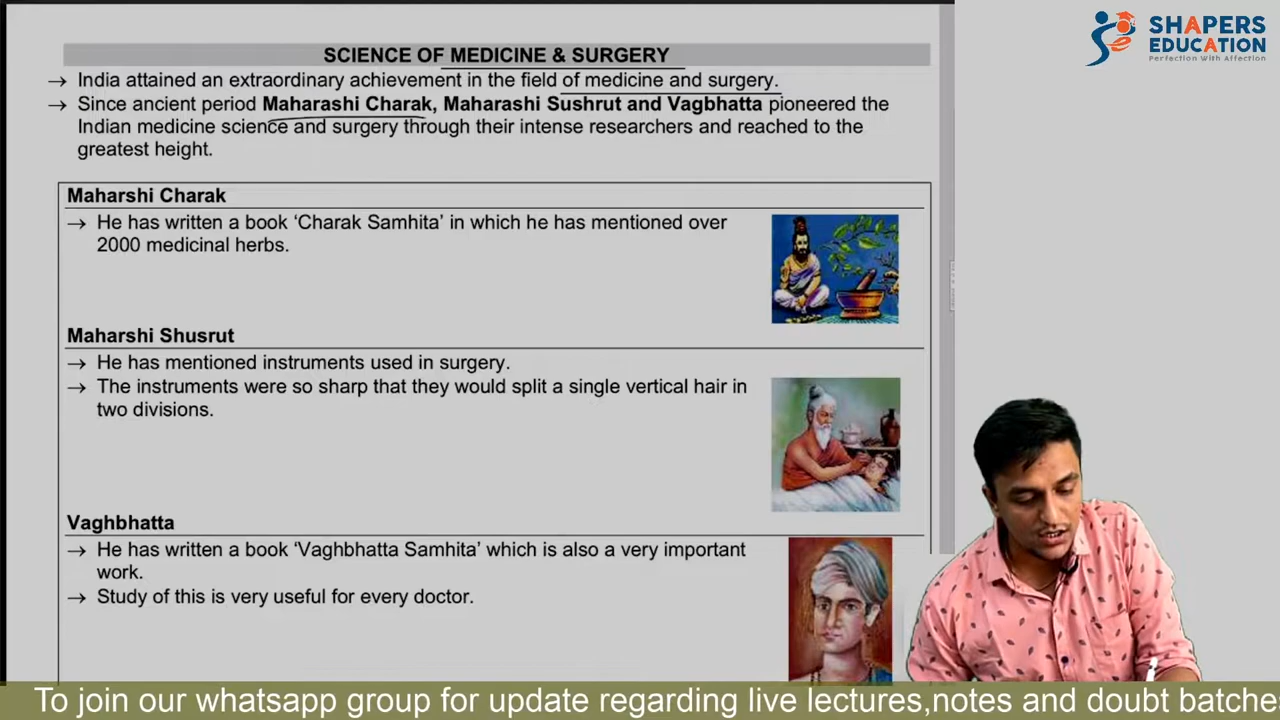 SHAPERS
EDUCATION
Perfection With Affection
SCIENCE OF MEDICINE & SURGERY
→ India attained an extraordinary achievement in the field of medicine and surgery.
→ Since ancient period Maharashi Charak, Maharashi Sushrut and Vagbhatta pioneered the
Indian medicine science and surgery through their intense researchers and reached to the
greatest height.
Maharshi Charak
→ He has written a book ‘Charak Samhita’ in which he has mentioned over
2000 medicinal herbs.
Maharshi Shusrut
→ He has mentioned instruments used in surgery.
→ The instruments were so sharp that they would split a single vertical hair in
two divisions.
Vaghbhatta
→ He has written a book ‘Vaghbhatta Samhita’ which is also a very important
work.
→ Study of this is very useful for every doctor.
To join our whatsapp group for update regarding live lectures,notes and doubt batche